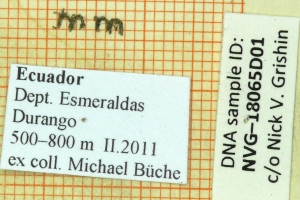 mm
Ecuador
Dept. Esmeraldas
Durango
500–800 m II.2011
ex coll. Michael Büche
DNA sample ID:
NVG–18065D01
c/o Nick V. Grishin